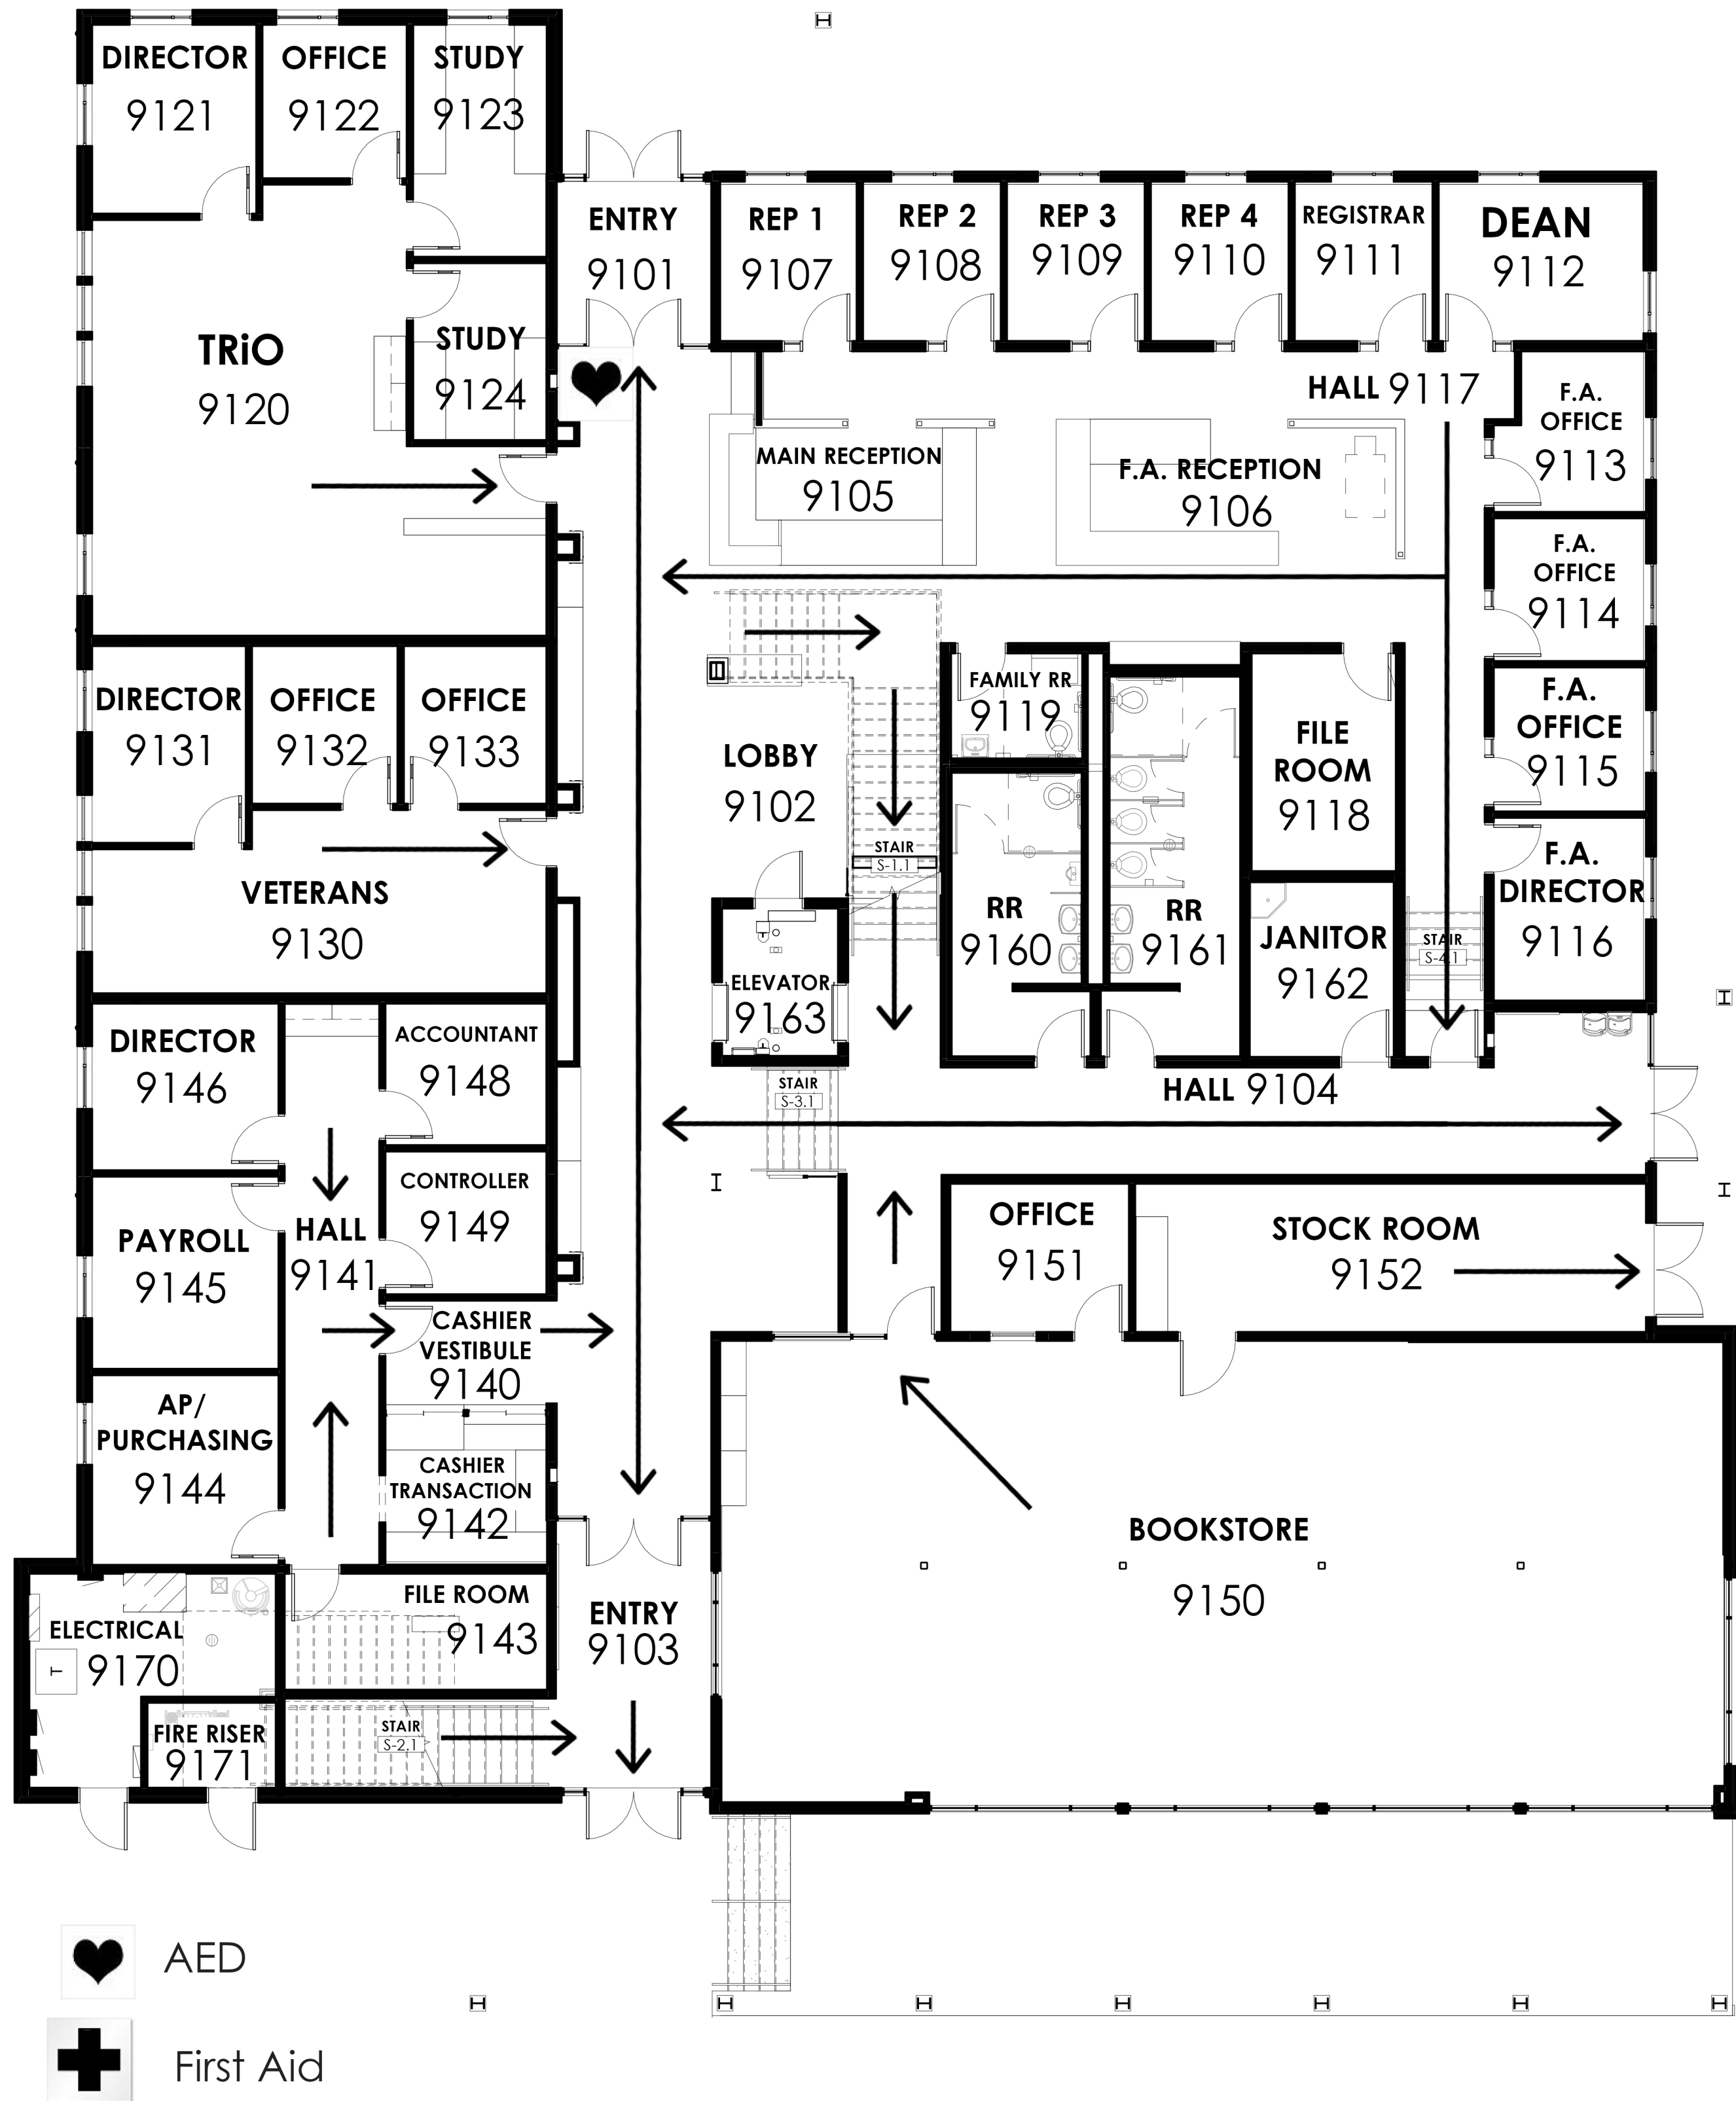 DIRECTOR
9121
OFFICE
9122
STUDY
9123
ENTRY
9101
REP 1
9107
REP 2
9108
REP 3
9109
REP 4
9110
REGISTRAR
9111
DEAN
9112
TRiO
9120
STUDY
9124
HALL 9117
F.A.
OFFICE
9113
MAIN RECEPTION
9105
F.A. RECEPTION
9106
F.A.
OFFICE
9114
DIRECTOR
9131
OFFICE
9132
OFFICE
9133
LOBBY
9102
FAMILY RR
9119
FILE
ROOM
9118
F.A.
OFFICE
9115
STAIR
S-1.1
VETERANS
9130
RR
9160
RR
9161
JANITOR
9162
STAIR
S-4.1
F.A.
DIRECTOR
9116
ELEVATOR
9163
DIRECTOR
9146
ACCOUNTANT
9148
STAIR
S-3.1
HALL 9104
PAYROLL
9145
HALL
9141
CONTROLLER
9149
OFFICE
9151
STOCK ROOM
9152
CASHIER
VESTIBULE
9140
AP/
PURCHASING
9144
CASHIER
TRANSACTION
9142
BOOKSTORE
9150
ELECTRICAL
9170
T
FILE ROOM
9143
ENTRY
9103
FIRE RISER
9171
STAIR
S-2.1
AED
First Aid